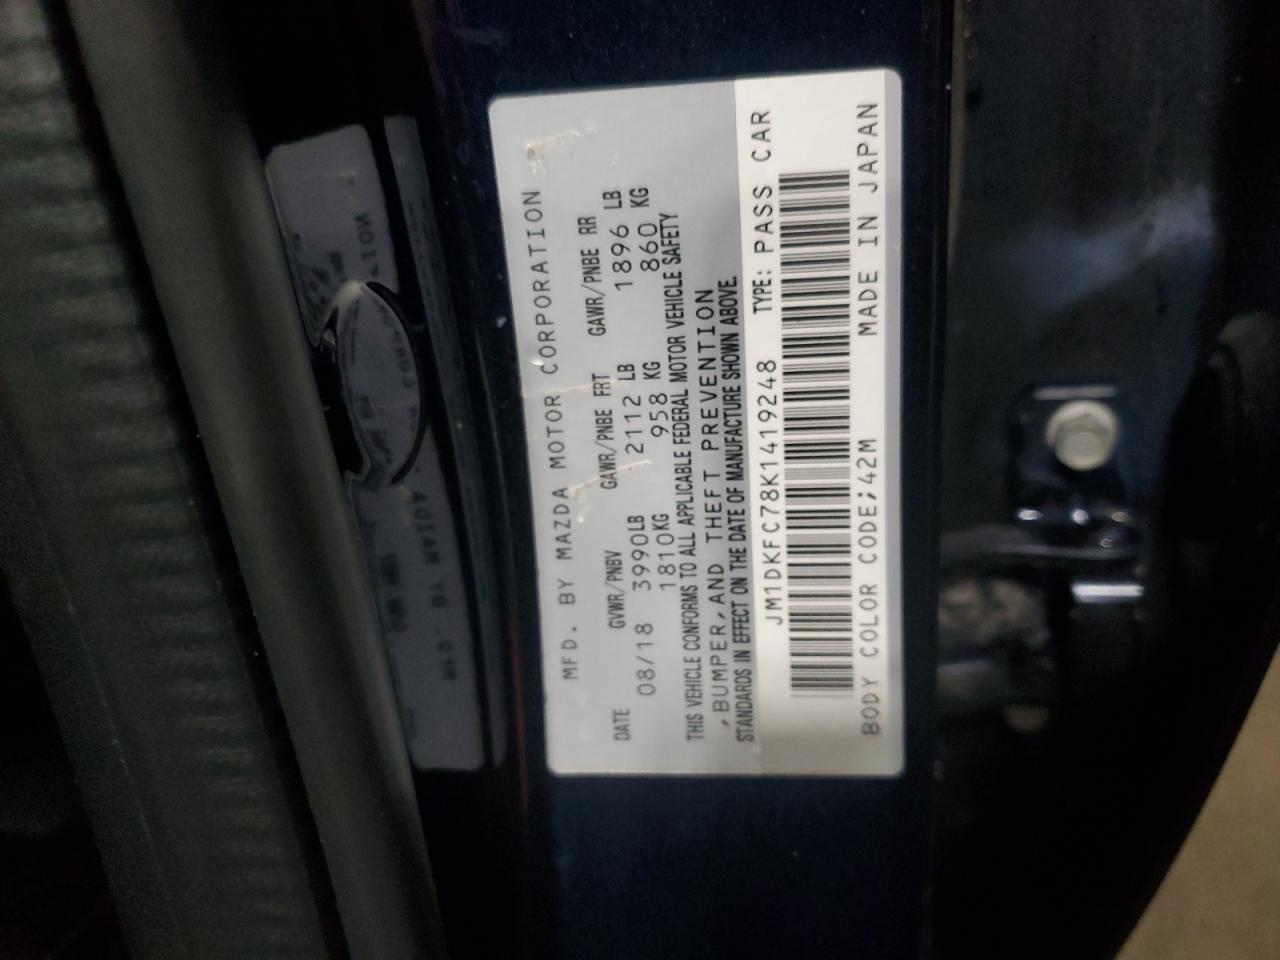 MFD. BY MAZDA MOTOR CORPORATION
DATE GVWR/PNBV GAWR/PNBE FRT GAWR/PNBE RR
08/18 3990LB 2112 LB 1896 LB
1810KG 958 KG 860 KG
THIS VEHICLE CONFORMS TO ALL APPLICABLE FEDERAL MOTOR VEHICLE SAFETY
,BUMPER,AND THEFT PREVENTION
STANDARDS IN EFFECT ON THE DATE OF MANUFACTURE SHOWN ABOVE.
JM1DKFC78K1419248 TYPE: PASS CAR
BODY COLOR CODE;42M MADE IN JAPAN